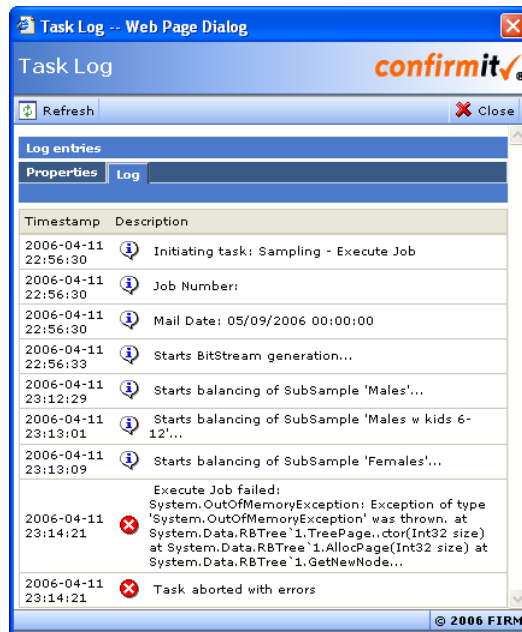 Task Log -- Web Page Dialog
Task Log
confirmit
®
Refresh
Close
Log entries
Properties Log
Timestamp Description
2006-04-11
22:56:30
Initiating task: Sampling - Execute Job
2006-04-11
22:56:30
Job Number:
2006-04-11
22:56:30
Mail Date: 05/09/2006 00:00:00
2006-04-11
22:56:33
Starts BitStream generation...
2006-04-11
23:12:29
Starts balancing of SubSample 'Males'...
2006-04-11
23:13:01
Starts balancing of SubSample 'Males w kids 6-
12'...
2006-04-11
23:13:09
Starts balancing of SubSample 'Females'...
2006-04-11
23:14:21
Execute Job failed:
System.OutOfMemoryException: Exception of type
'System.OutOfMemoryException' was thrown. at
System.Data.RBTree`1.TreePage..ctor(Int32 size)
at System.Data.RBTree`1.AllocPage(Int32 size) at
System.Data.RBTree`1.GetNewNode...
2006-04-11
23:14:21
Task aborted with errors
© 2006 FIRM